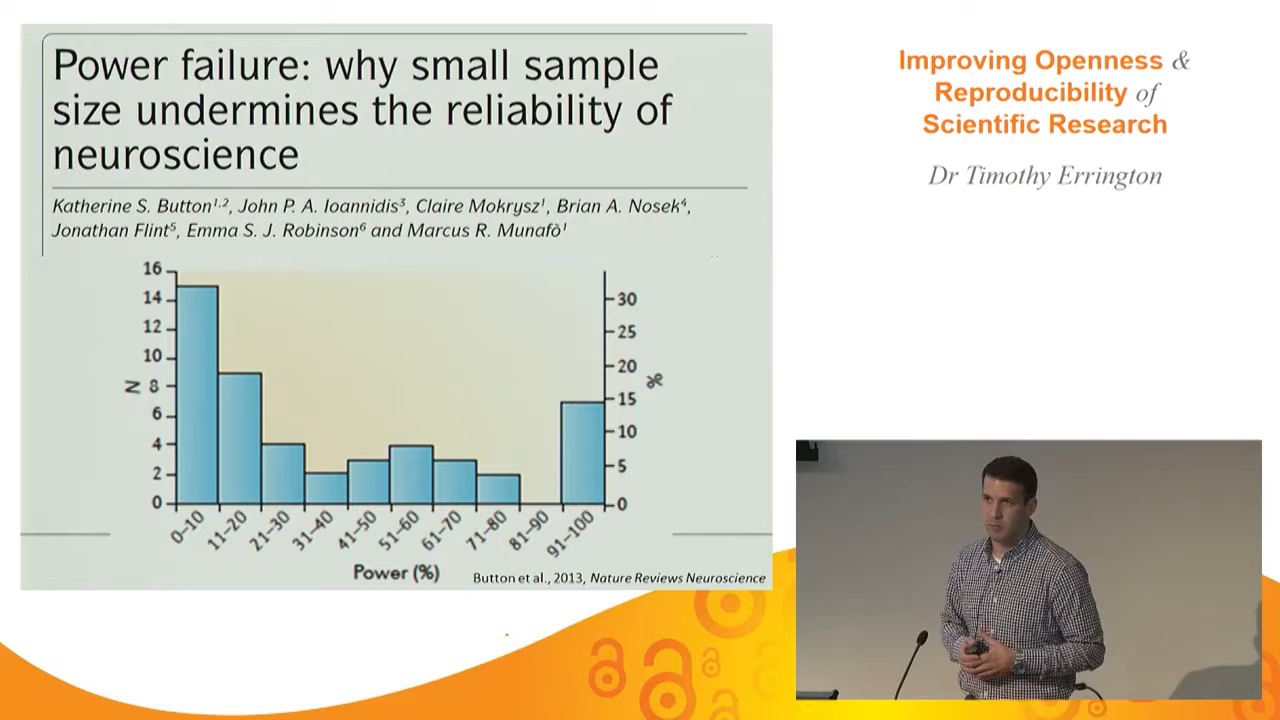 Power failure: why small sample
size undermines the reliability of
neuroscience
Katherine S. Button¹·², John P. A. Ioannidis³, Claire Mokrysz¹, Brian A. Nosek⁴,
Jonathan Flint⁵, Emma S. J. Robinson⁶ and Marcus R. Munafò¹
16
14
12
10
8
6
4
2
0
N
30
25
20
15
10
5
0
%
0–10
11–20
21–30
31–40
41–50
51–60
61–70
71–80
81–90
91–100
Power (%)
Button et al., 2013, Nature Reviews Neuroscience
Improving Openness &
Reproducibility of
Scientific Research
Dr Timothy Errington